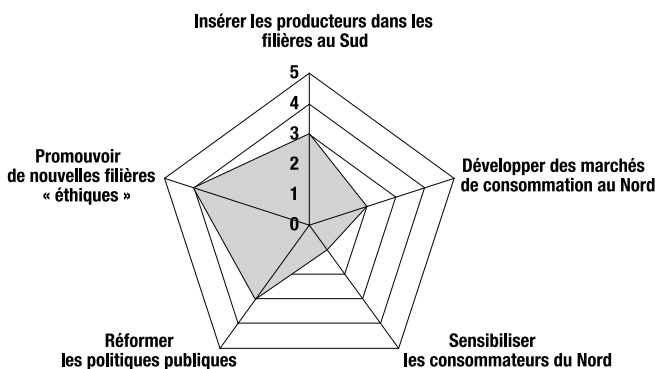 Insérer les producteurs dans les
filières au Sud
5
4
3
2
1
0
Promouvoir
de nouvelles filières
« éthiques »
Développer des marchés
de consommation au Nord
Réformer
les politiques publiques
Sensibiliser
les consommateurs du Nord